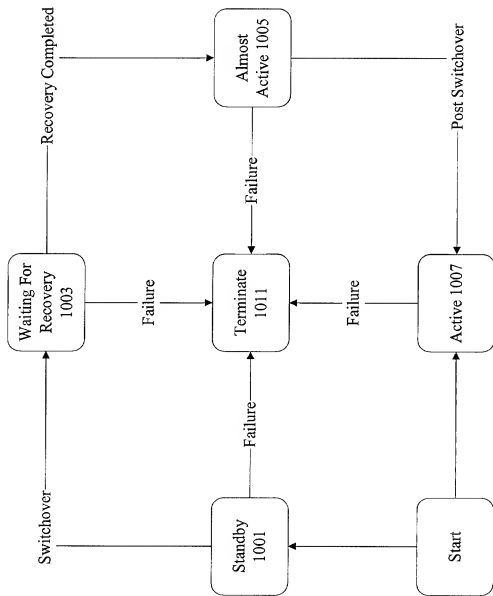 Switchover
Waiting For
Recovery
1003
Recovery Completed
Failure
Standby
1001
Failure
Terminate
1011
Failure
Almost
Active 1005
Failure
Start
Active 1007
Post Switchover